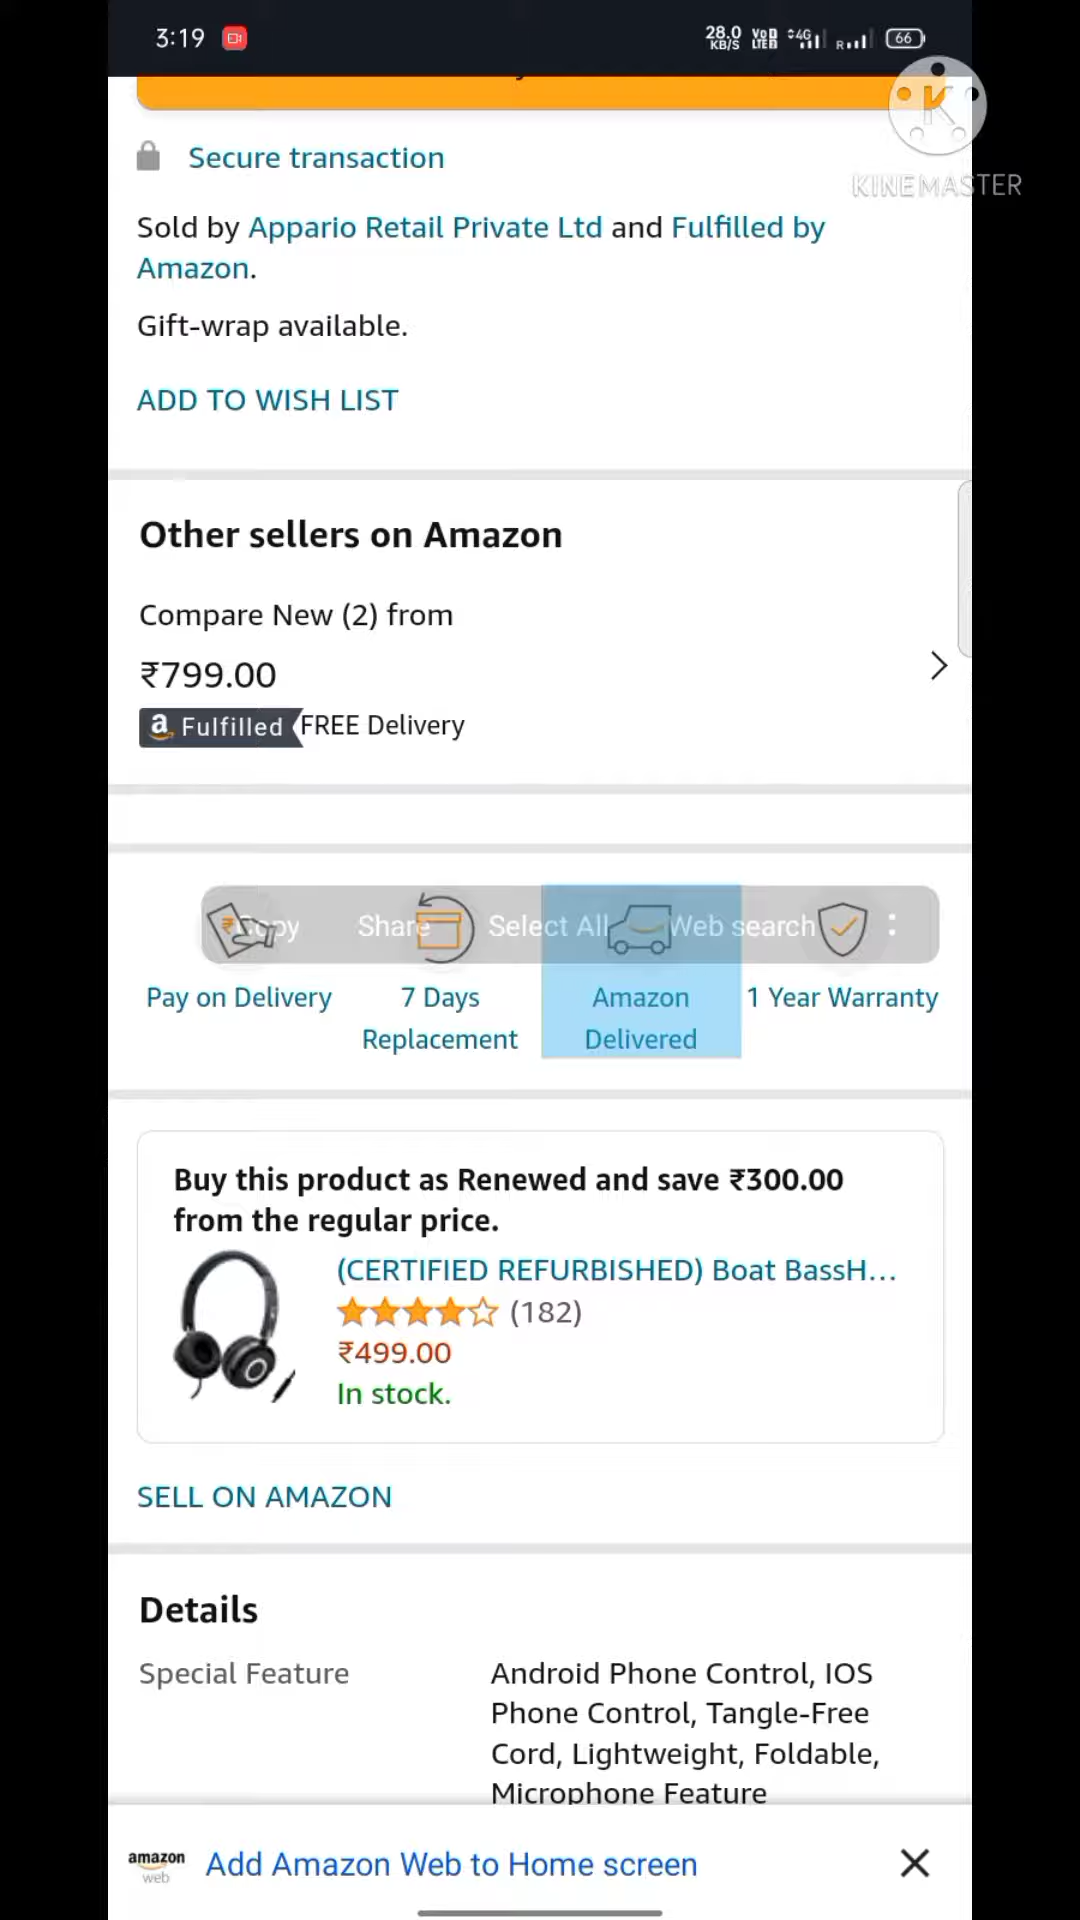 3:19
28.0 KB/S VoD LTE 4G R 66
KINEMASTER
Secure transaction
Sold by Appario Retail Private Ltd and Fulfilled by
Amazon.
Gift-wrap available.
ADD TO WISH LIST
Other sellers on Amazon
Compare New (2) from
₹799.00
a Fulfilled FREE Delivery
Copy Share Select All Web search
Pay on Delivery
7 Days
Replacement
Amazon
Delivered
1 Year Warranty
Buy this product as Renewed and save ₹300.00
from the regular price.
(CERTIFIED REFURBISHED) Boat BassH...
(182)
₹499.00
In stock.
SELL ON AMAZON
Details
Special Feature
Android Phone Control, IOS
Phone Control, Tangle-Free
Cord, Lightweight, Foldable,
Microphone Feature
amazon
web
Add Amazon Web to Home screen